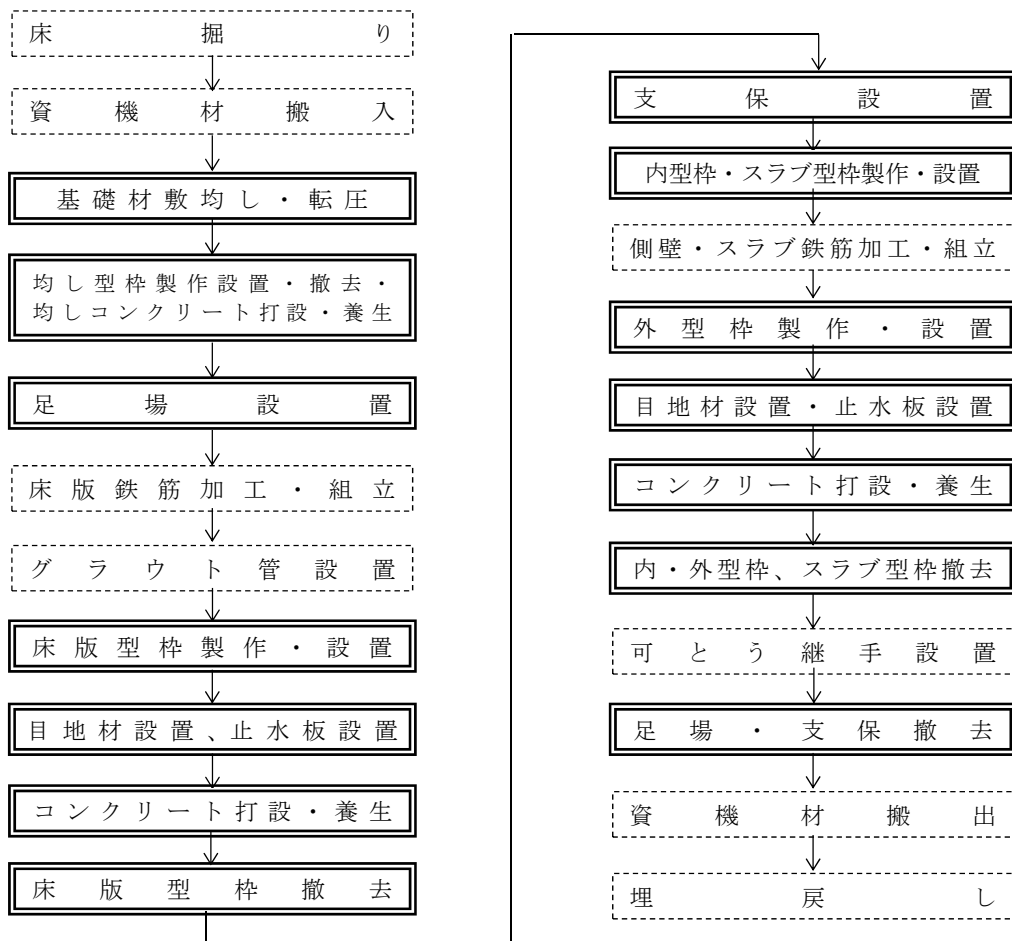 床掘り
資機材搬入
基礎材敷均し・転圧
均し型枠製作設置・撤去・
均しコンクリート打設・養生
足場設置
床版鉄筋加工・組立
グラウト管設置
床版型枠製作・設置
目地材設置、止水板設置
コンクリート打設・養生
床版型枠撤去
支保設置
内型枠・スラブ型枠製作・設置
側壁・スラブ鉄筋加工・組立
外型枠製作・設置
目地材設置・止水板設置
コンクリート打設・養生
内・外型枠、スラブ型枠撤去
可とう継手設置
足場・支保撤去
資機材搬出
埋戻し